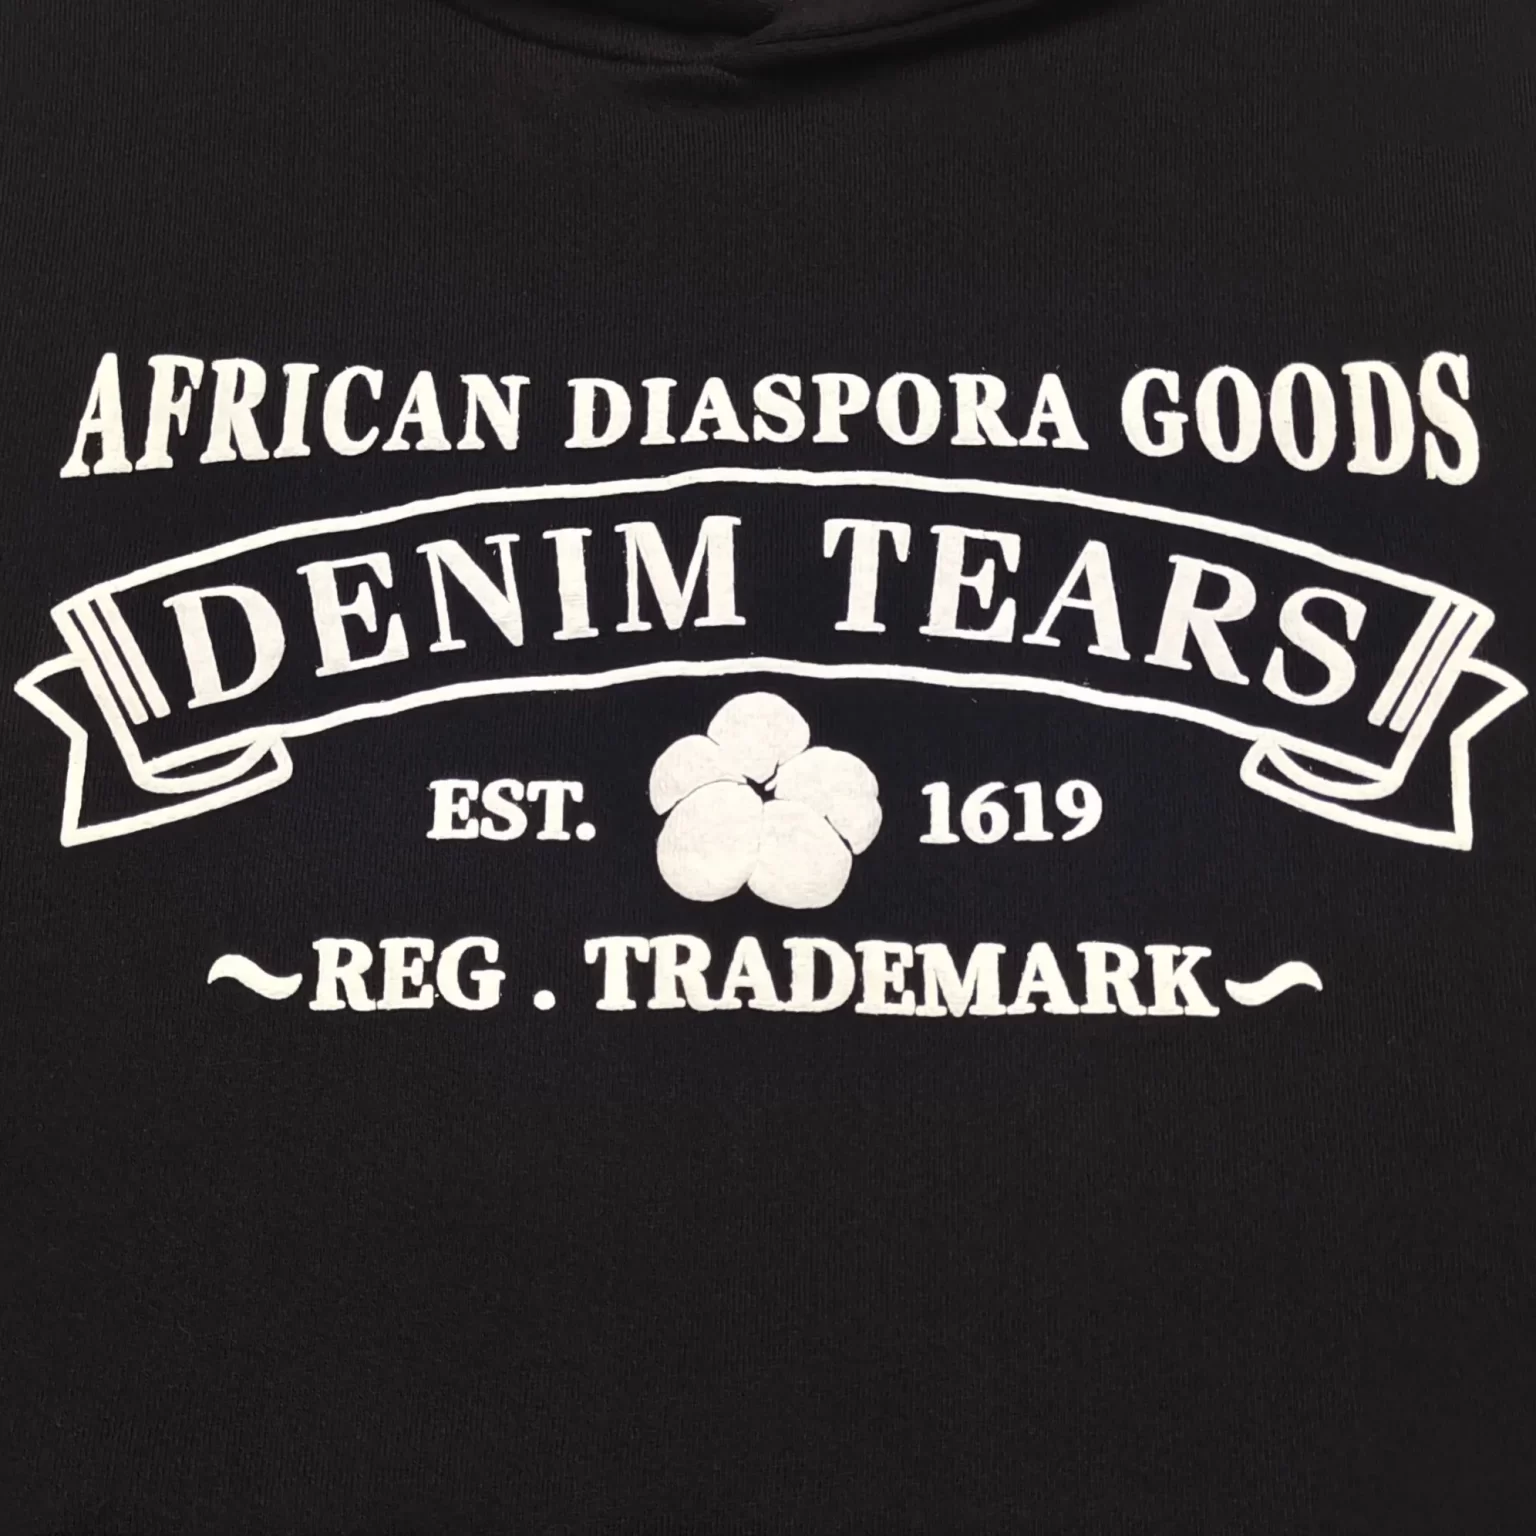 AFRICAN DIASPORA GOODS
DENIM TEARS
EST. 1619
~REG . TRADEMARK~